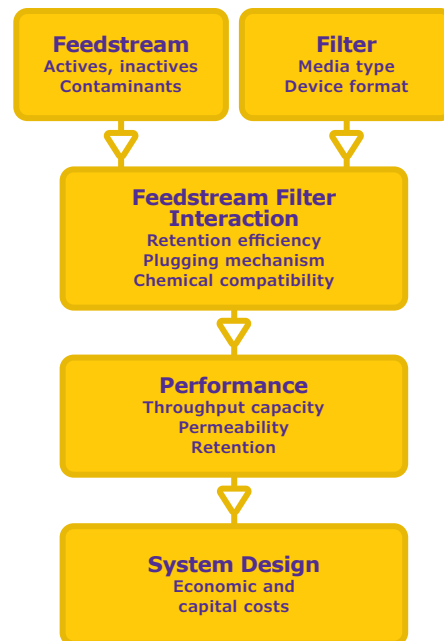 Feedstream
Actives, inactives
Contaminants
Filter
Media type
Device format
Feedstream Filter
Interaction
Retention efficiency
Plugging mechanism
Chemical compatibility
Performance
Throughput capacity
Permeability
Retention
System Design
Economic and
capital costs